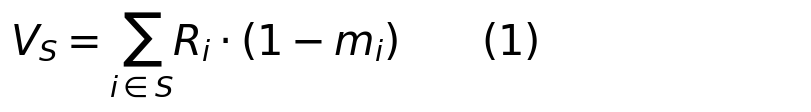 V_S = ∑_{i ∈ S} R_i · (1 − m_i) (1)